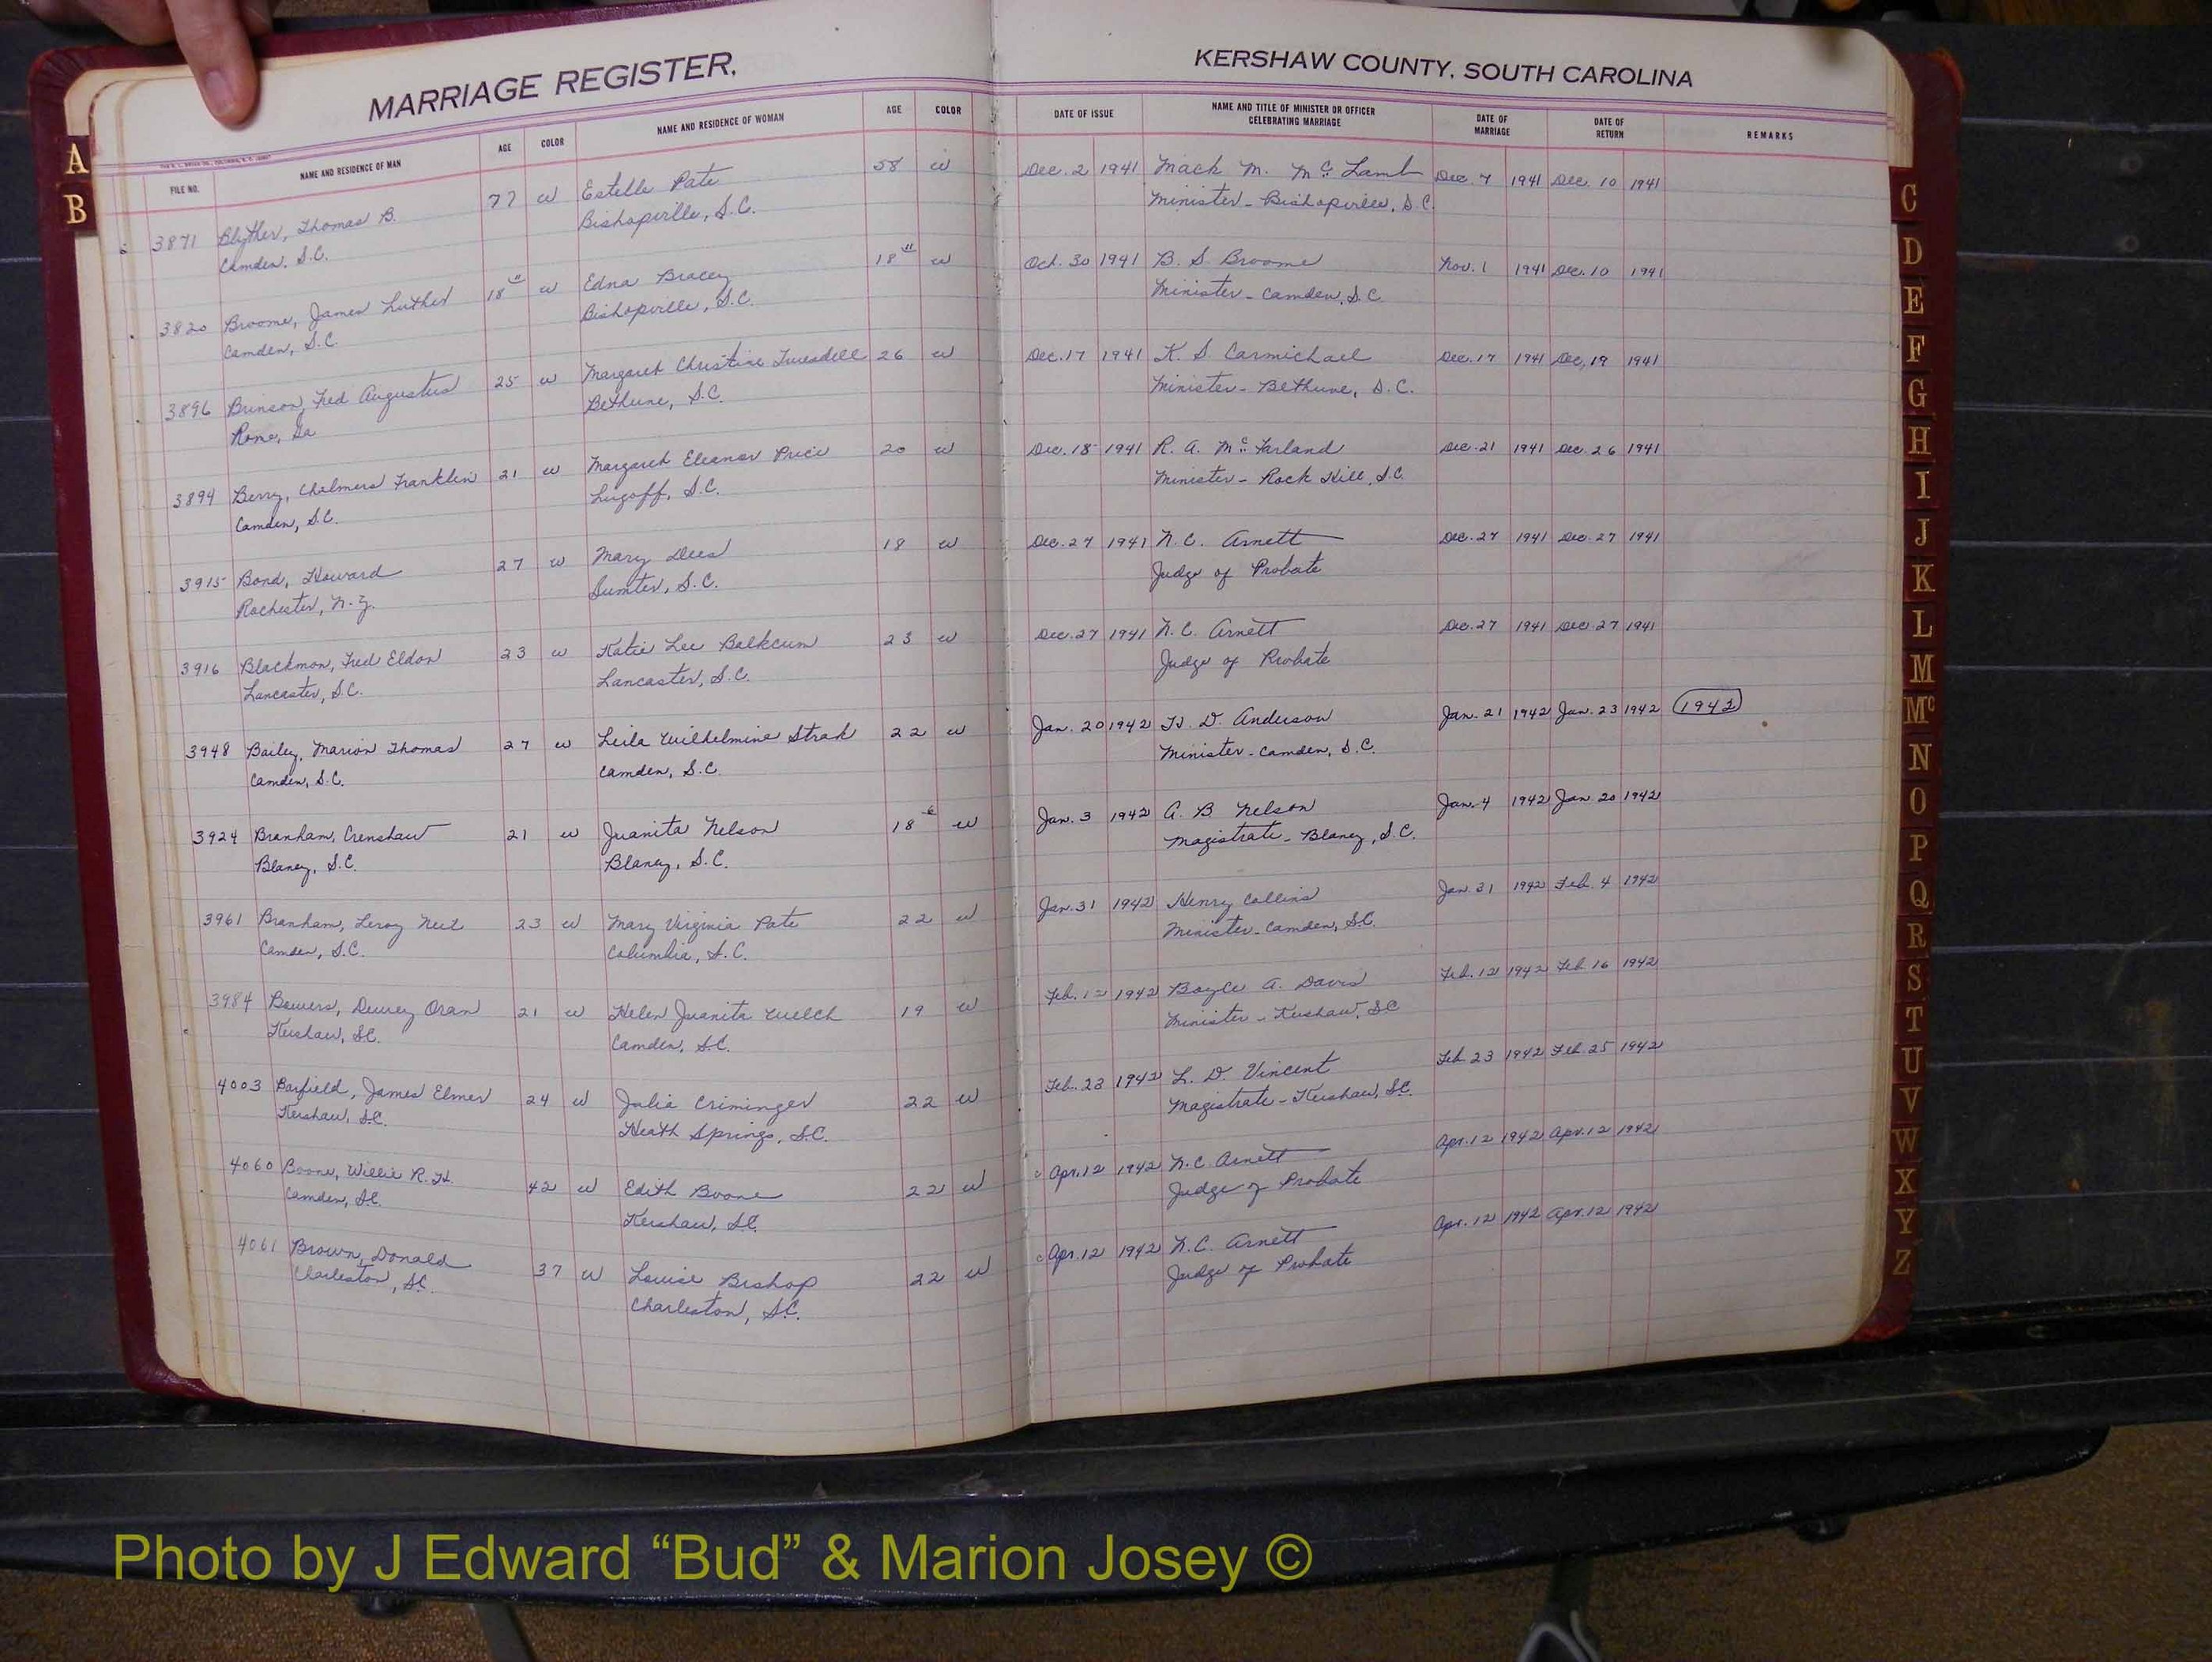 MARRIAGE REGISTER,
KERSHAW COUNTY, SOUTH CAROLINA
FILE NO. NAME AND RESIDENCE OF MAN AGE COLOR NAME AND RESIDENCE OF WOMAN AGE COLOR DATE OF ISSUE NAME AND TITLE OF MINISTER OR OFFICER CELEBRATING MARRIAGE DATE OF MARRIAGE DATE OF RETURN REMARKS
3871 Blyther, Thomas B. 77 W Estelle Pate 58 W Dec. 2 1941 Mack M. Mc Lamb Dec. 7 1941 Dec. 10 1941
Camden, S.C. Bishopville, S.C. Minister - Bishopville, S.C.
3820 Broome, James Luther 18 W Edna Bracey 18 W Oct. 30 1941 B. S. Broome Nov. 1 1941 Dec. 10 1941
Camden, S.C. Bishopville, S.C. Minister - Camden, S.C.
3896 Brinson, Fred Augustus 25 W Margaret Christine 26 W Dec. 17 1941 K. S. Carmichael Dec. 17 1941 Dec. 19 1941
Rome, Ga Bethune, S.C. Minister - Bethune, S.C.
3894 Berry, Chalmers Franklin 21 W Margaret Eleanor Price 20 W Dec. 18 1941 R. A. Mc Farland Dec. 21 1941 Dec. 26 1941
Camden, S.C. Lugoff, S.C. Minister - Rock Hill, S.C.
3915 Bond, Howard 27 W Mary Dees 18 W Dec. 27 1941 N. C. Arnett Dec. 27 1941 Dec. 27 1941
Rochester, N.Y. Sumter, S.C. Judge of Probate
3916 Blackmon, Fred Eldon 23 W Katie Lee Balkcum 23 W Dec. 27 1941 N. C. Arnett Dec. 27 1941 Dec. 27 1941
Lancaster, S.C. Lancaster, S.C. Judge of Probate
3948 Bailey, Marion Thomas 27 W Leila Wilhelmine Strak 22 W Jan. 20 1942 D. Anderson Jan. 21 1942 Jan. 23 1942 1942
Camden, S.C. Camden, S.C. Minister - Camden, S.C.
3924 Branham, Crenshaw 21 W Juanita Nelson 18 W Jan. 3 1942 A. B. Nelson Jan. 4 1942 Jan. 20 1942
Blaney, S.C. Blaney, S.C. Magistrate - Blaney, S.C.
3961 Branham, Leroy Neil 23 W Mary Virginia Pate 22 W Jan. 31 1942 Henry Collins Jan. 31 1942 Feb. 4 1942
Camden, S.C. Columbia, S.C. Minister - Camden, S.C.
3984 Bowers, Dewey Oran 21 W Helen Juanita Welch 19 W Feb. 12 1942 Boyce A. Davis Feb. 12 1942 Feb. 16 1942
Kershaw, S.C. Camden, S.C. Minister - Kershaw, S.C.
4003 Barfield, James Elmer 24 W Julia Criminger 22 W Feb. 23 1942 L. D. Vincent Feb. 23 1942 Feb. 25 1942
Kershaw, S.C. Heath Springs, S.C. Magistrate - Kershaw, S.C.
4060 Boone, Willie R. H. 42 W Edith Boone 22 W Apr. 12 1942 N. C. Arnett Apr. 12 1942 Apr. 12 1942
Camden, S.C. Kershaw, S.C. Judge of Probate
4061 Brown, Donald 37 W Louise Bishop 22 W Apr. 12 1942 N. C. Arnett Apr. 12 1942 Apr. 12 1942
Charleston, S.C. Charleston, S.C. Judge of Probate
A
B
C
D
E
F
G
H
I
J
K
L
M
Mc
N
O
P
Q
R
S
T
U
V
W
X
Y
Z
Photo by J Edward “Bud” & Marion Josey ©